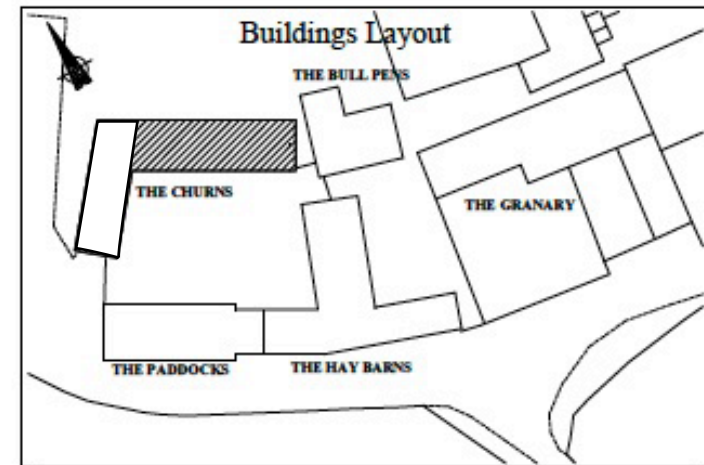 Buildings Layout
THE BULL PENS
THE CHURNS
THE GRANARY
THE PADDOCKS
THE HAY BARNS